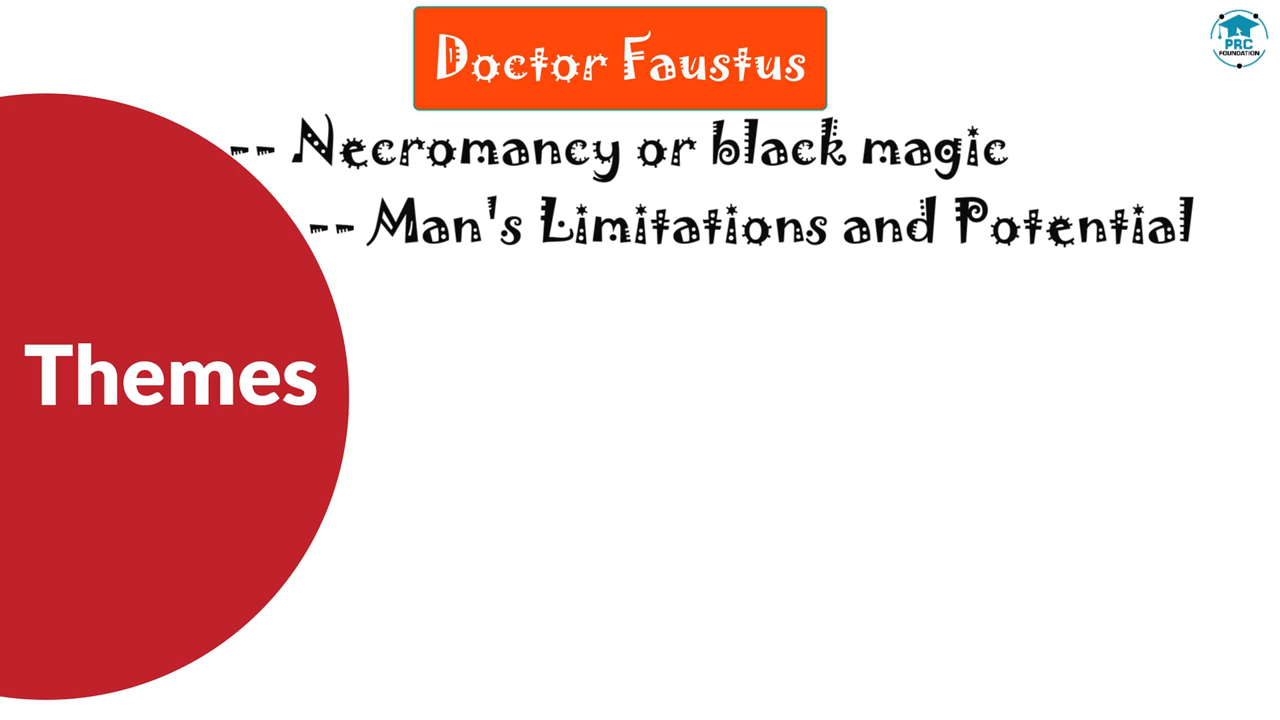 Doctor Faustus
PRC
FOUNDATION
-- Necromancy or black magic
-- Man's Limitations and Potential
Themes